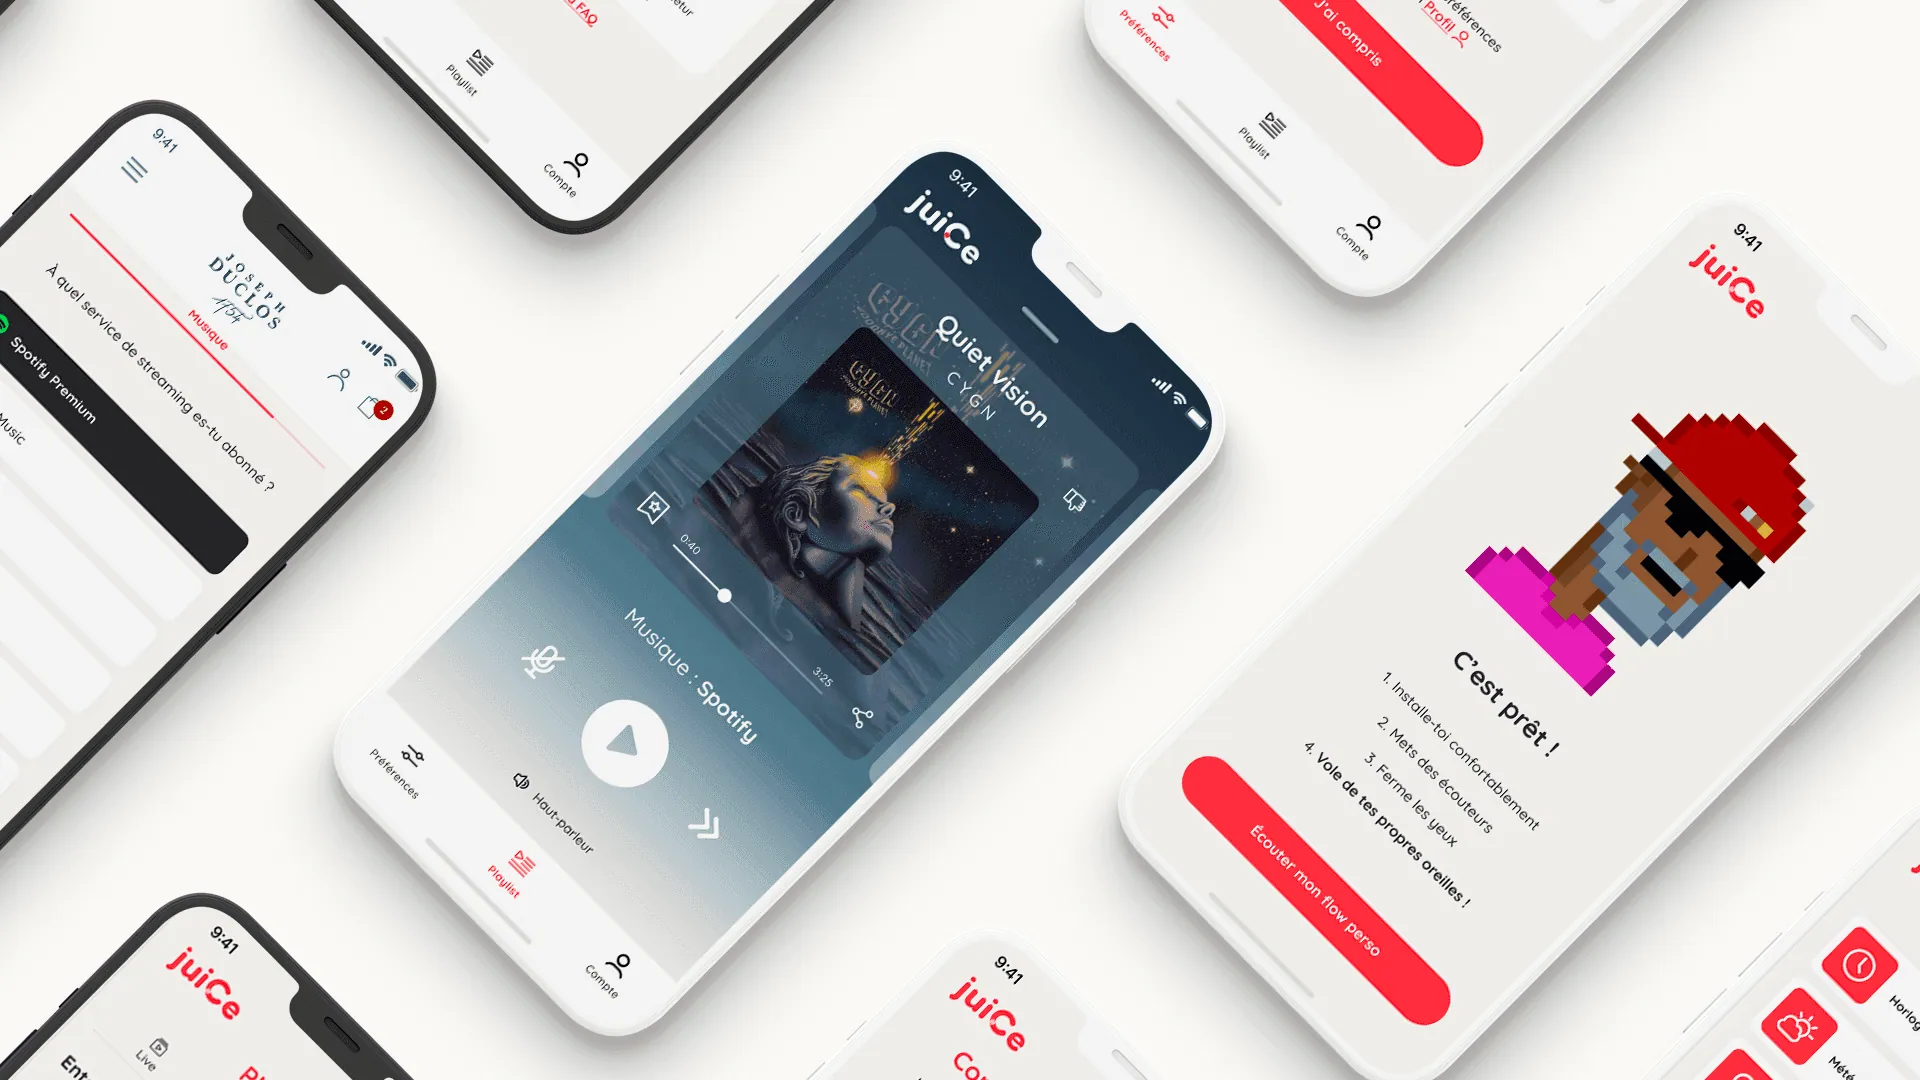 9:41
JOSEPH
DUCLOS
1754
2
Musique
À quel service de streaming es-tu abonné ?
Spotify Premium
Music
FAQ
Playlist
Compte
9:41
juiCe
Quiet vision
CYGN
CYGN
CYGN
0:40
3:25
Musique : Spotify
Haut-parleur
Préférences
Playlist
Compte
préférences
Profil
J'ai compris
Préférences
Playlist
Compte
9:41
juiCe
C'est prêt !
1. Installe-toi confortablement
2. Mets des écouteurs
3. Ferme les yeux
4. Vole de tes propres oreilles !
Écouter mon flow perso
9:41
juiCe
Live
9:41
juiCe